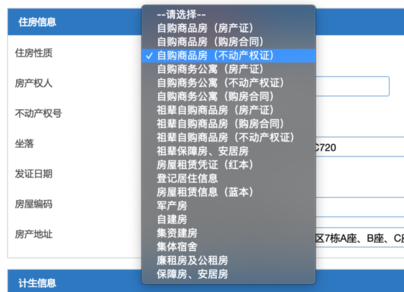 住房信息
--请选择--
自购商品房（房产证）
自购商品房（购房合同）
自购商品房（不动产权证）
自购商务公寓（房产证）
自购商务公寓（不动产权证）
自购商务公寓（购房合同）
祖辈自购商品房（房产证）
祖辈自购商品房（购房合同）
祖辈自购商品房（不动产权证）
祖辈保障房、安居房
房屋租赁凭证（红本）
登记居住信息
房屋租赁信息（蓝本）
军产房
自建房
集资建房
集体宿舍
廉租房及公租房
保障房、安居房
住房性质
房产权人
不动产权号
坐落
C720
发证日期
房屋编码
房产地址
区7栋A座、B座、C座
计生信息